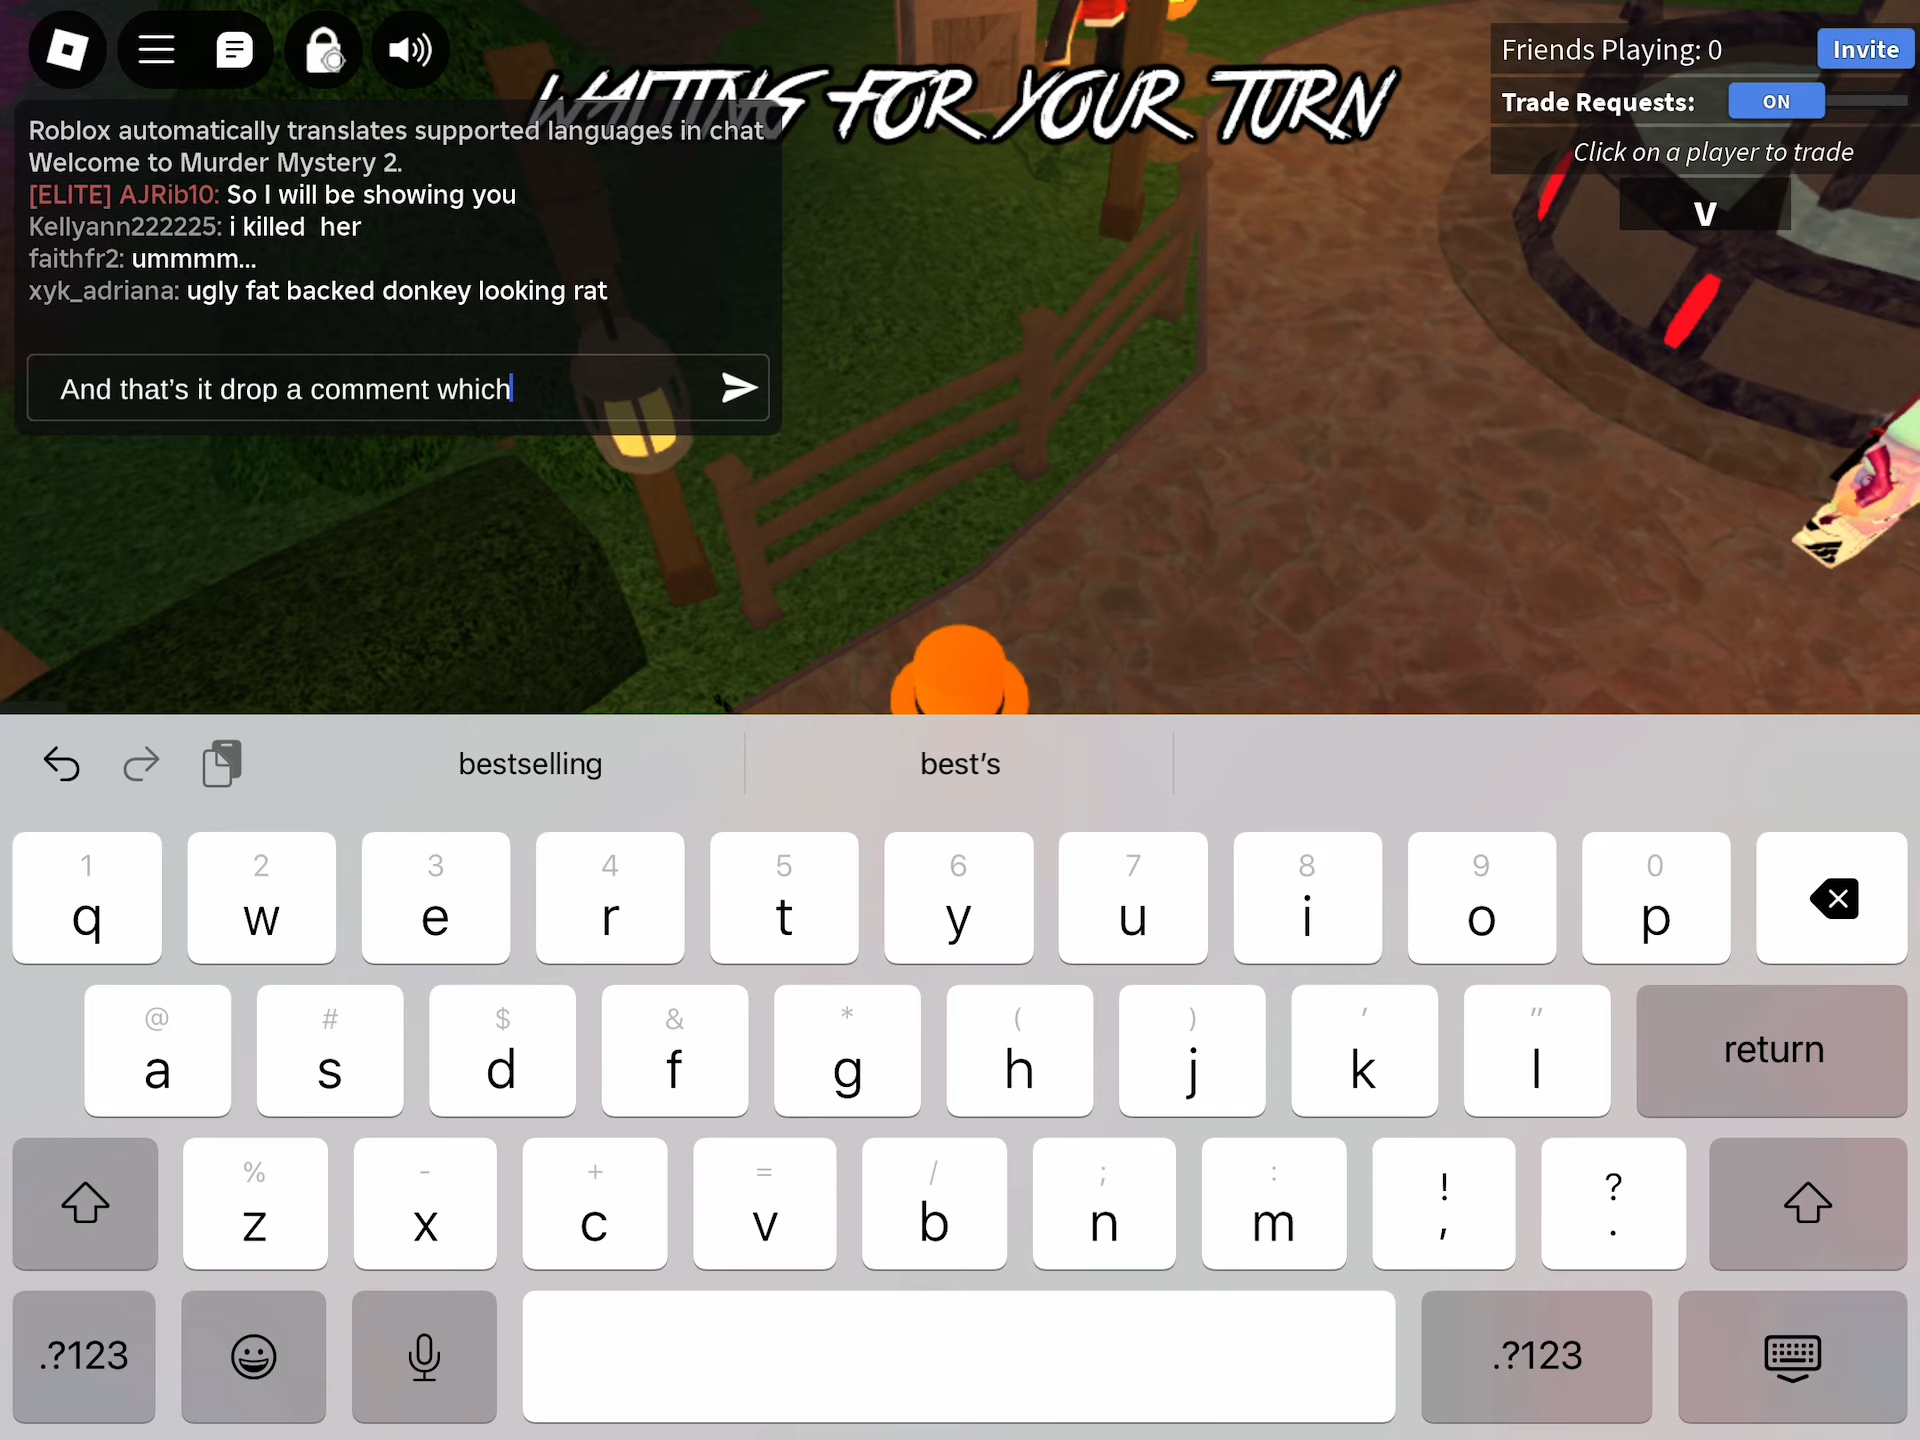 WAITING FOR YOUR TURN
Friends Playing: 0
Invite
Trade Requests:
ON
Click on a player to trade
V
Roblox automatically translates supported languages in chat.
Welcome to Murder Mystery 2.
[ELITE] AJRib10: So I will be showing you
Kellyann222225: i killed  her
faithfr2: ummmm...
xyk_adriana: ugly fat backed donkey looking rat
And that’s it drop a comment which
bestselling
best’s
1 2 3 4 5 6 7 8 9 0
q w e r t y u i o p
@ # $ & * ( ) ' "
a s d f g h j k l return
% - + = / ; : ! ?
z x c v b n m , .
.?123 .?123